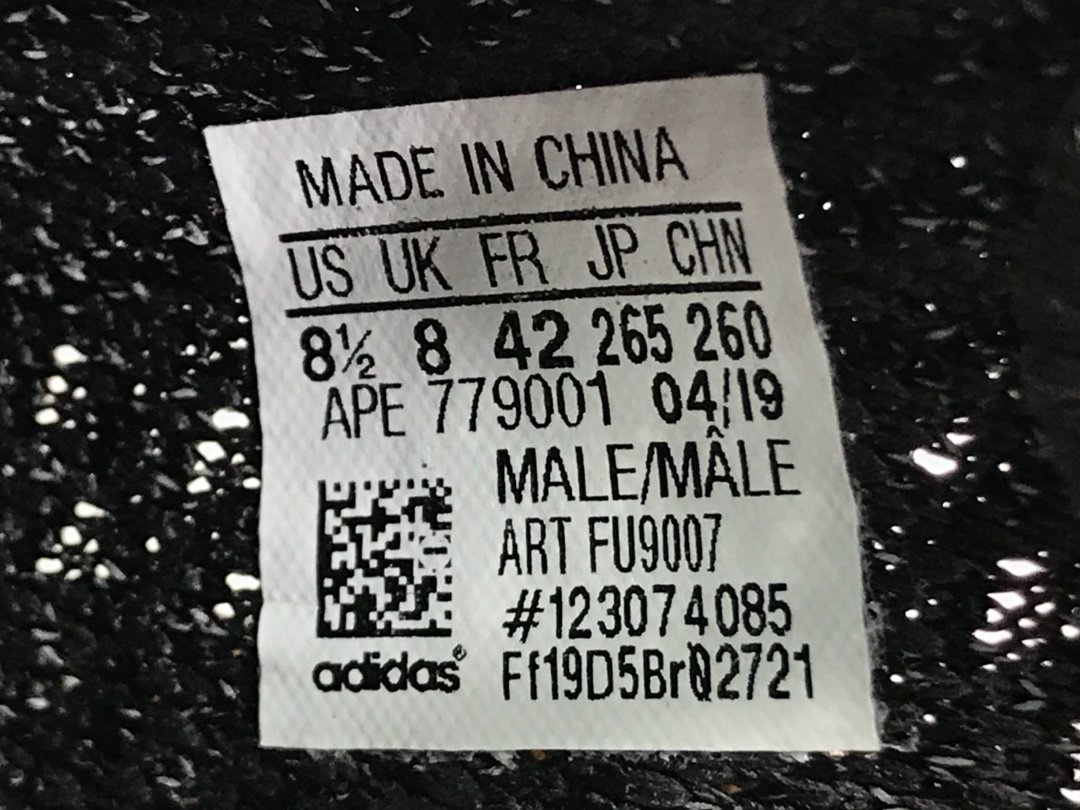 MADE IN CHINA
US UK FR JP CHN
8½ 8 42 265 260
APE 779001 04/19
MALE/MÂLE
ART FU9007
#123074085
adidas®
Ff19D5Br02721